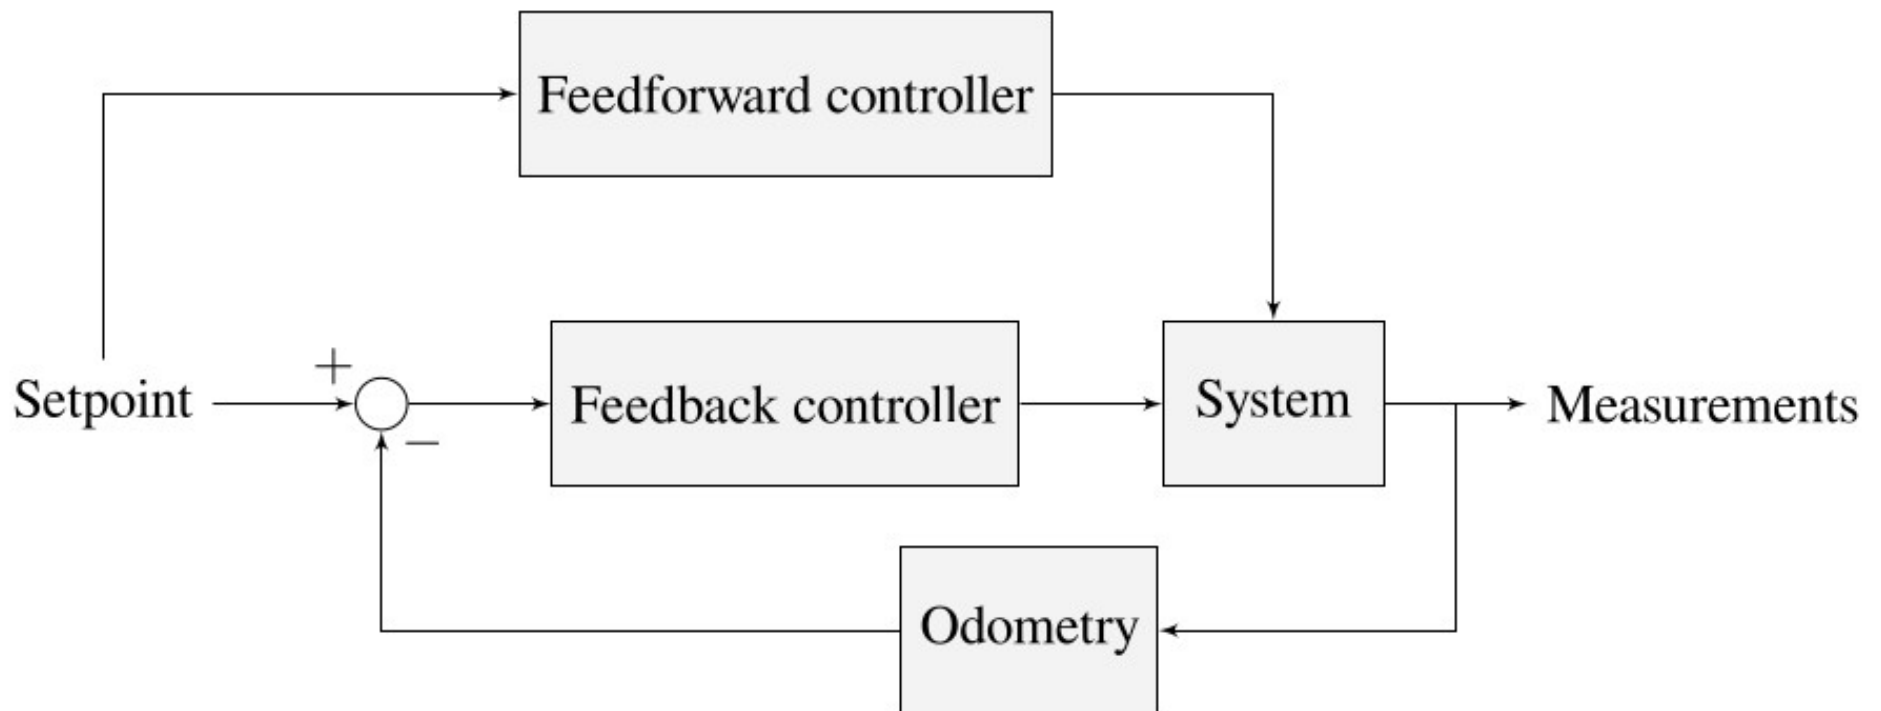 Feedforward controller
+
Setpoint
Feedback controller
System
Measurements
−
Odometry